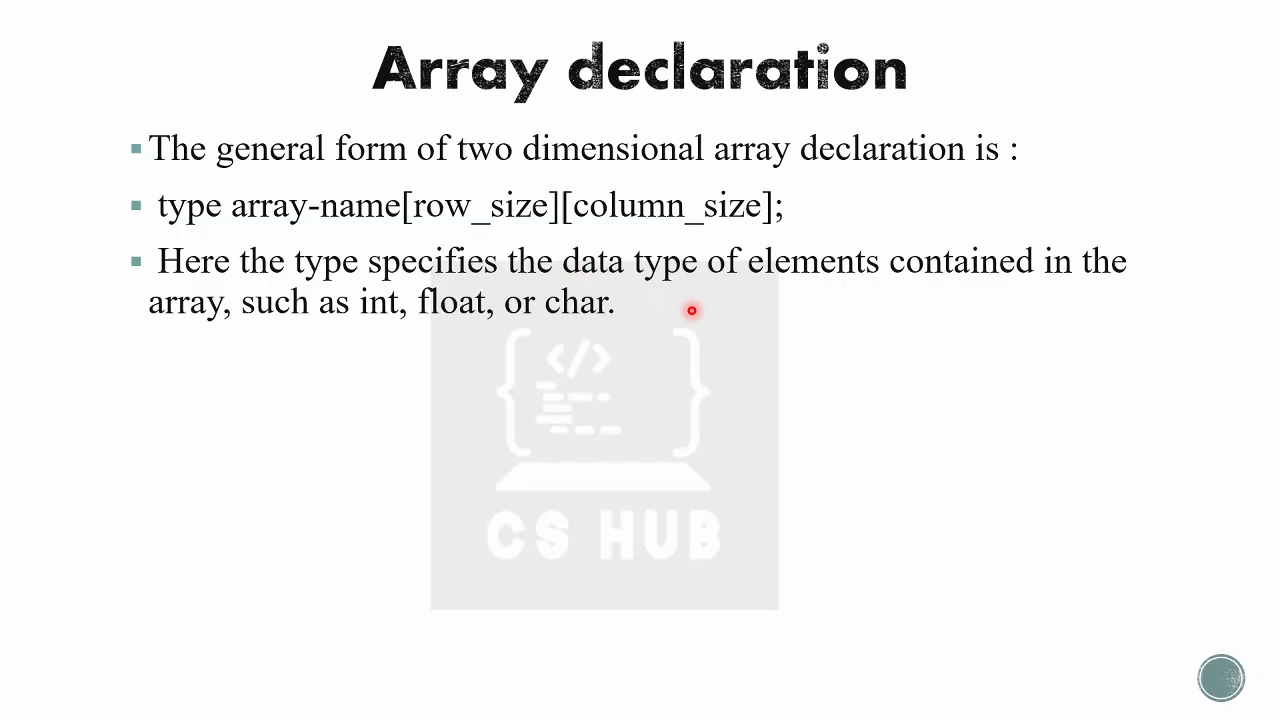 Array declaration
The general form of two dimensional array declaration is :
type array-name[row_size][column_size];
Here the type specifies the data type of elements contained in the
array, such as int, float, or char.
</>
CS HUB